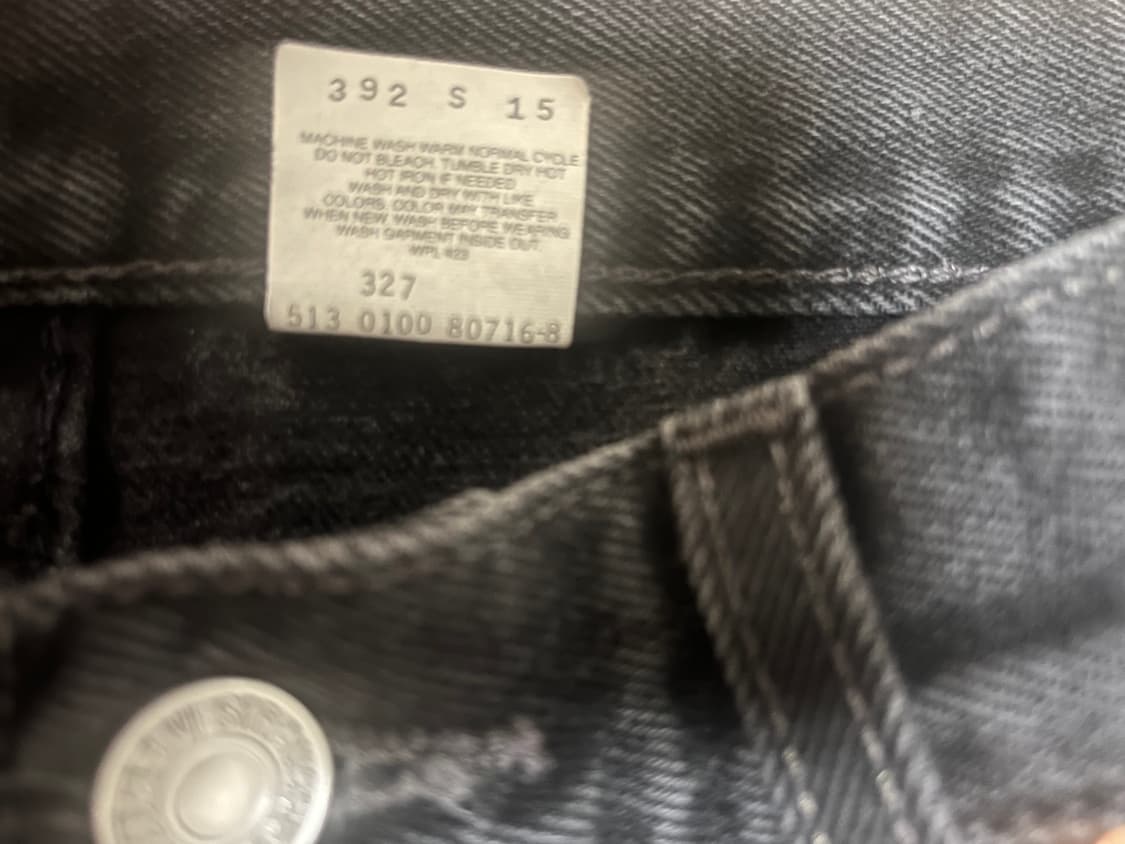 392 S 15
MACHINE WASH WARM NORMAL CYCLE
DO NOT BLEACH. TUMBLE DRY HOT
HOT IRON IF NEEDED
WASH AND DRY WITH LIKE
COLORS. COLOR MAY TRANSFER
WHEN NEW. WASH BEFORE WEARING
WASH GARMENT INSIDE OUT.
WPL 423
327
513 0100 80716-8